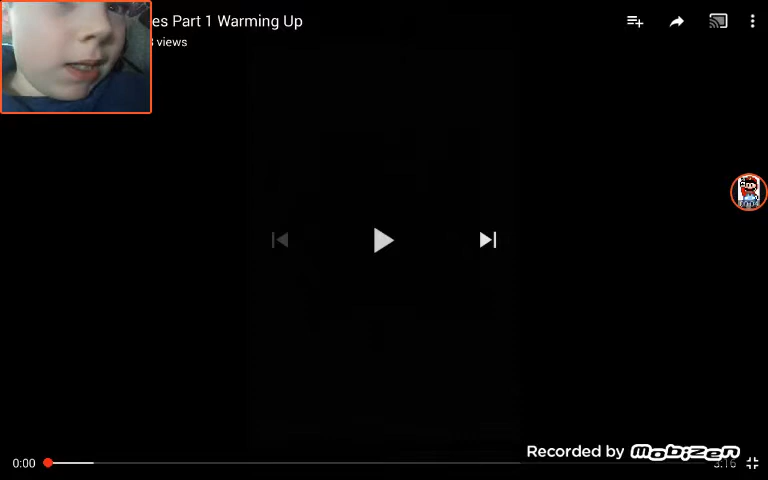 es Part 1 Warming Up
views
Recorded by Mobizen
0:00
3:16